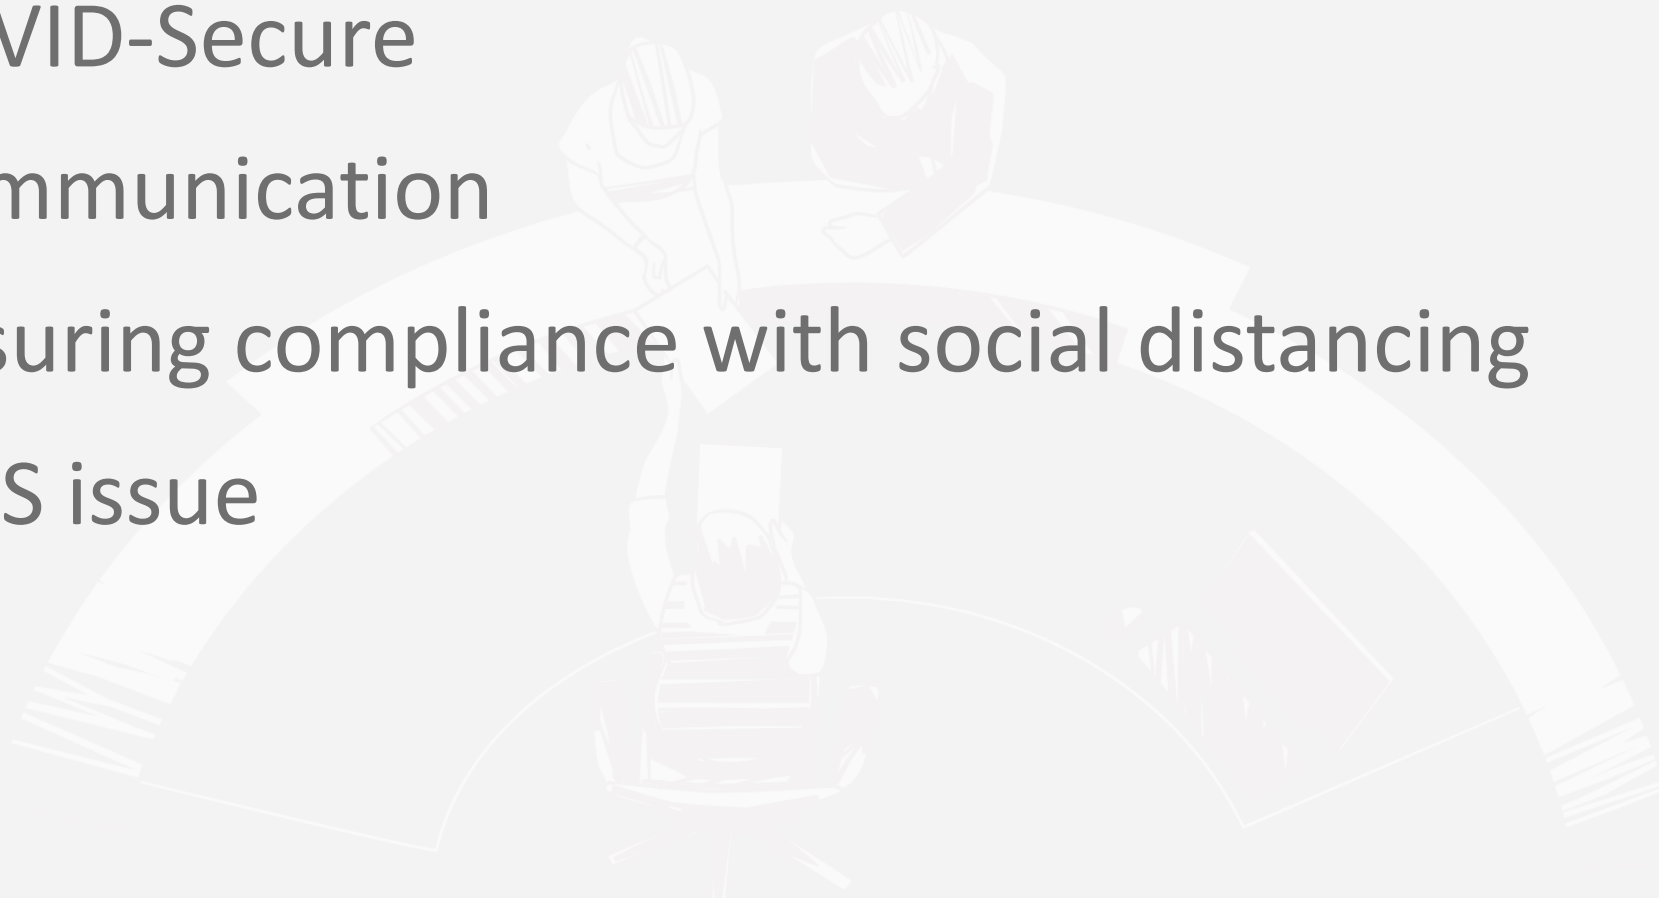 VID-Secure
mmunication
suring compliance with social distancing
S issue